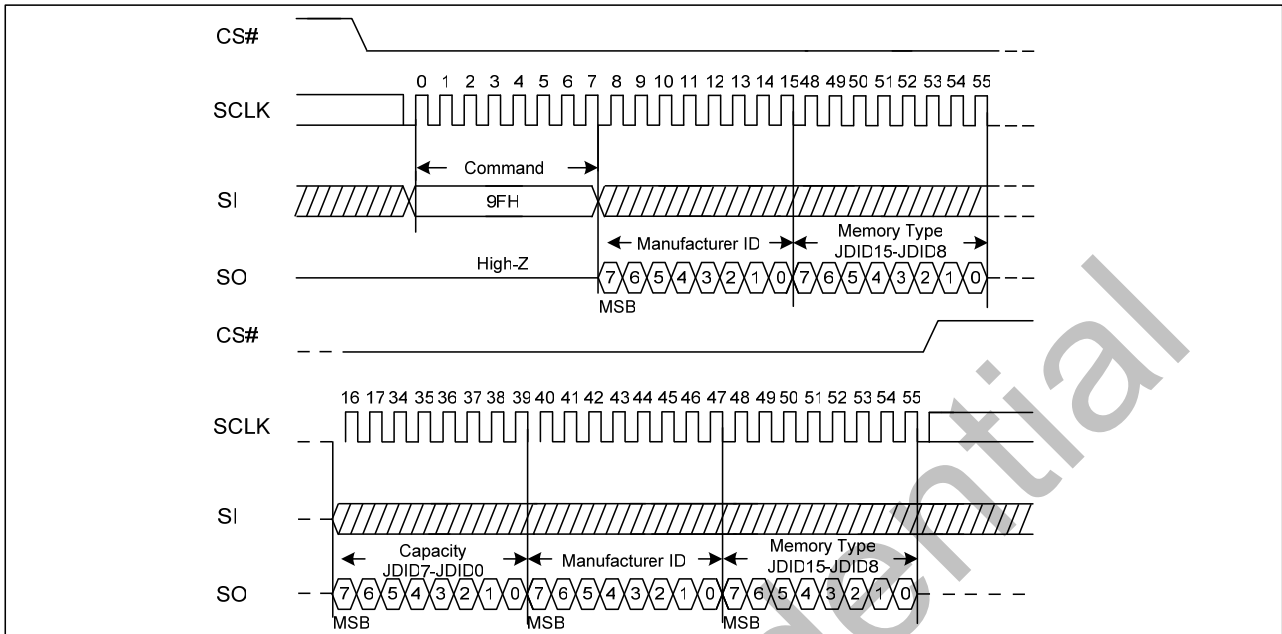 CS#
0 1 2 3 4 5 6 7 8 9 10 11 12 13 14 15 48 49 50 51 52 53 54 55
SCLK
Command
SI
9FH
Manufacturer ID
Memory Type
JDID15-JDID8
High-Z
SO
7 6 5 4 3 2 1 0 7 6 5 4 3 2 1 0
MSB
CS#
16 17 34 35 36 37 38 39 40 41 42 43 44 45 46 47 48 49 50 51 52 53 54 55
SCLK
SI
Capacity
JDID7-JDID0
Manufacturer ID
Memory Type
JDID15-JDID8
SO
7 6 5 4 3 2 1 0 7 6 5 4 3 2 1 0 7 6 5 4 3 2 1 0
MSB MSB MSB
dential